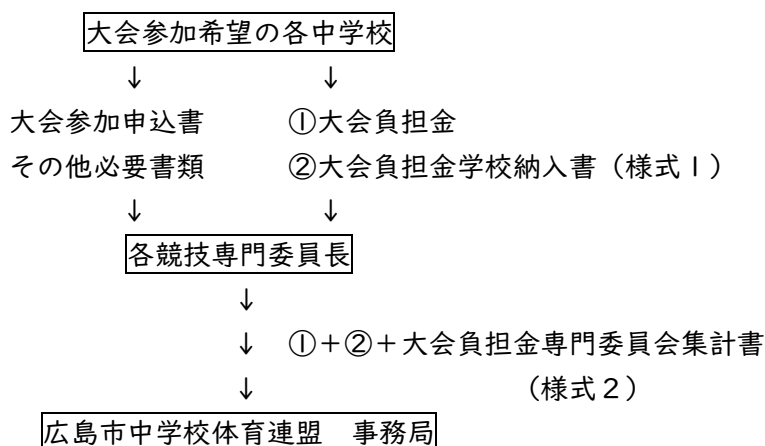 大会参加希望の各中学校
↓ ↓
大会参加申込書 ①大会負担金
その他必要書類 ②大会負担金学校納入書（様式１）
↓ ↓
各競技専門委員長
↓
↓ ①＋②＋大会負担金専門委員会集計書
↓ （様式２）
広島市中学校体育連盟 事務局